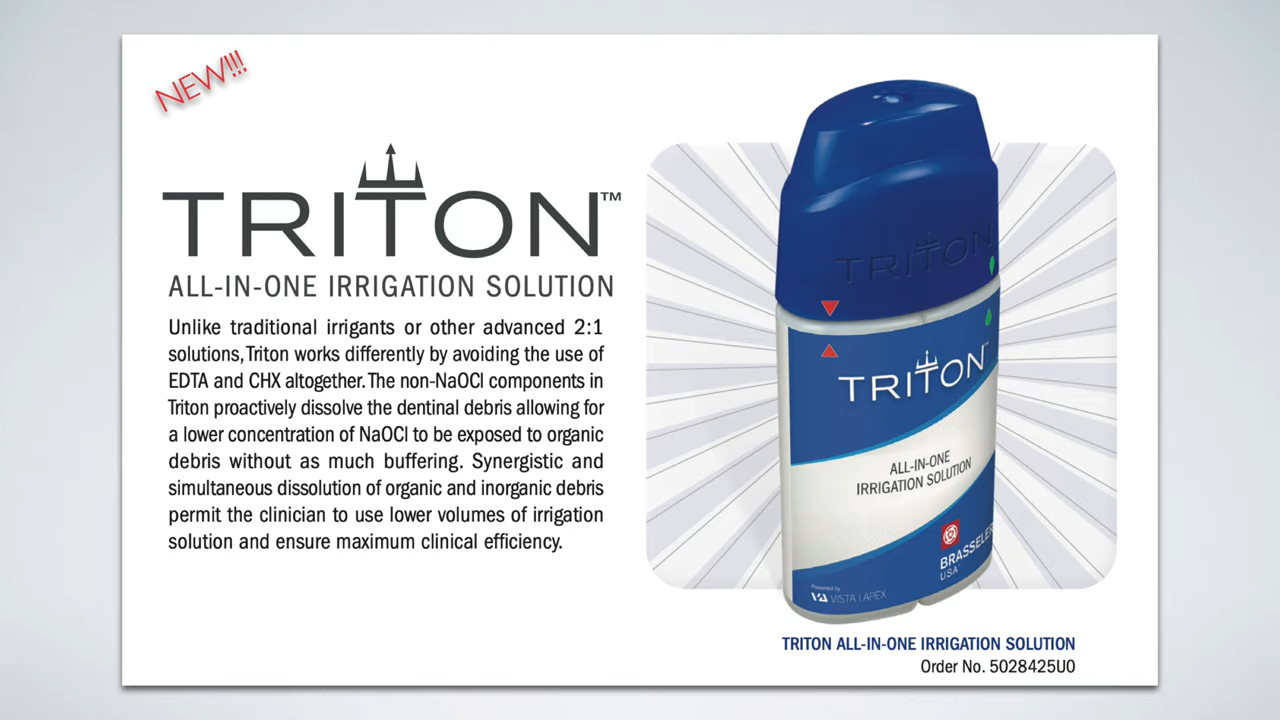 NEW!!!
TRITON™
ALL-IN-ONE IRRIGATION SOLUTION
Unlike traditional irrigants or other advanced 2:1
solutions, Triton works differently by avoiding the use of
EDTA and CHX altogether. The non-NaOCl components in
Triton proactively dissolve the dentinal debris allowing for
a lower concentration of NaOCl to be exposed to organic
debris without as much buffering. Synergistic and
simultaneous dissolution of organic and inorganic debris
permit the clinician to use lower volumes of irrigation
solution and ensure maximum clinical efficiency.
TRITON
TRITON™
ALL-IN-ONE
IRRIGATION SOLUTION
BRASSELER
USA
Powered by
VA VISTA | APEX
TRITON ALL-IN-ONE IRRIGATION SOLUTION
Order No. 5028425U0